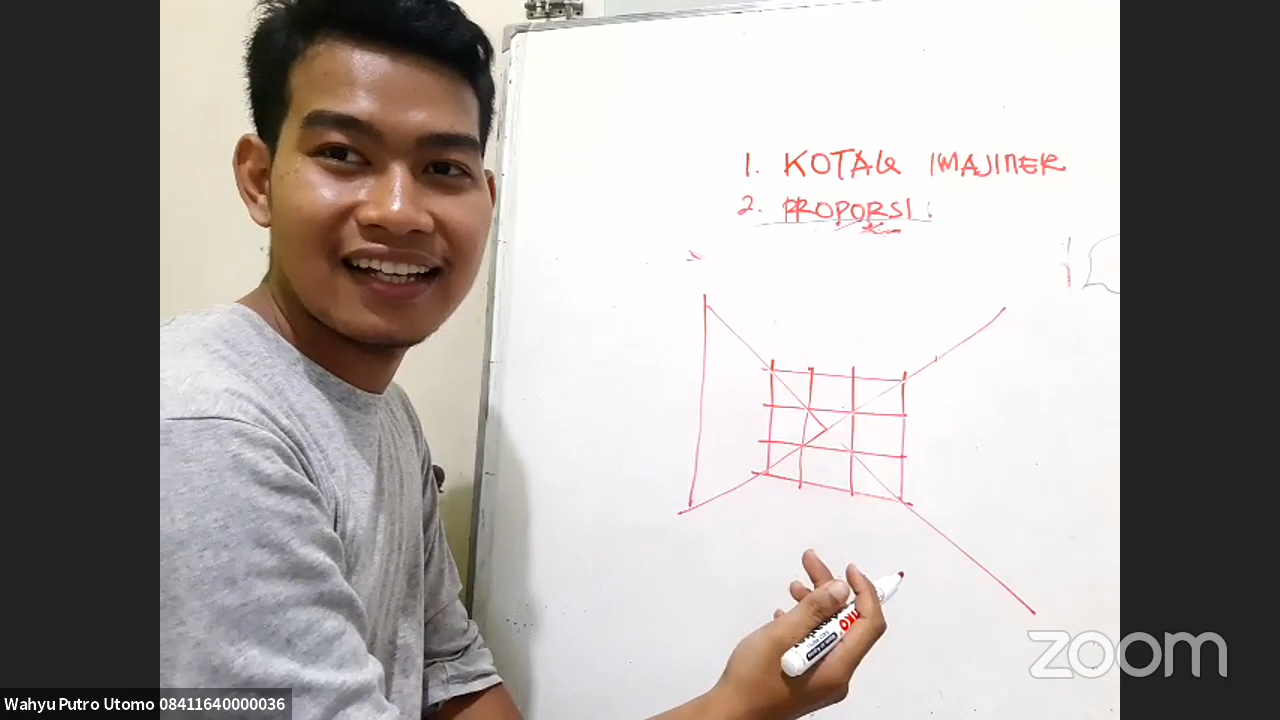 1. KOTAK IMAJINER
2. PROPORSI
zoom
Wahyu Putro Utomo 08411640000036